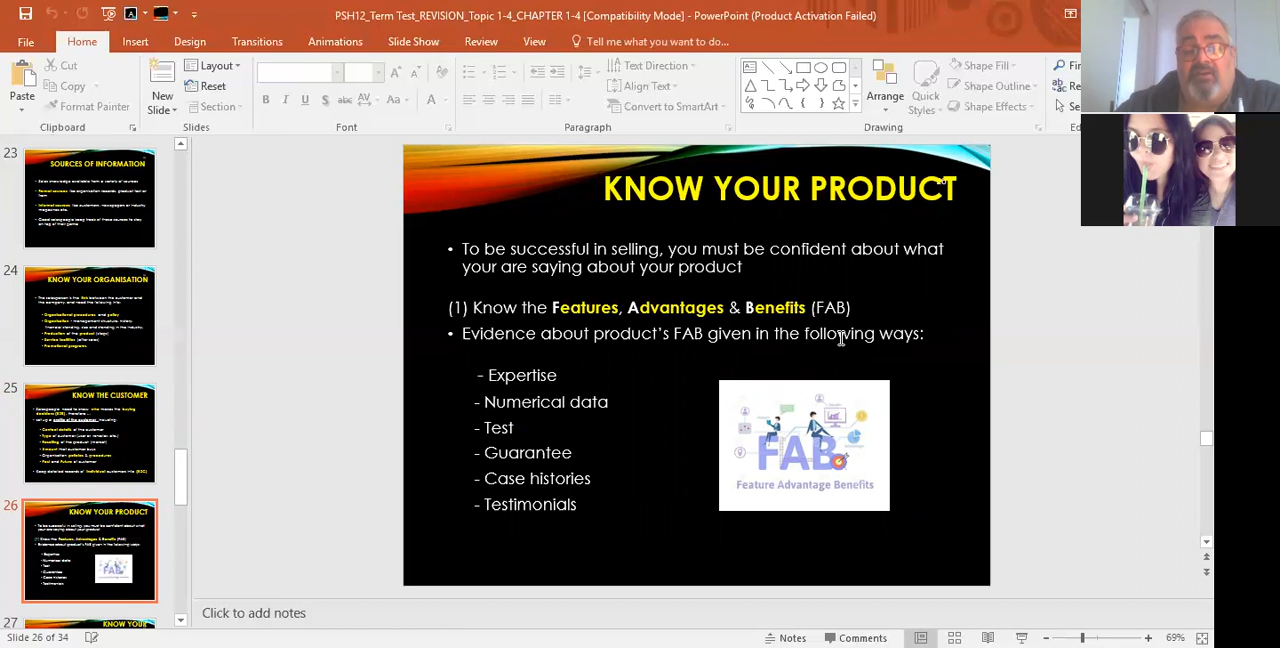 PSH12_Term Test_REVISION_Topic 1-4_CHAPTER 1-4 [Compatibility Mode] - PowerPoint (Product Activation Failed)
File Home Insert Design Transitions Animations Slide Show Review View Tell me what you want to do...
Paste
Cut
Copy
Format Painter
Clipboard
New Slide
Layout
Reset
Section
Slides
B I U S abc AV Aa A
Font
Text Direction
Align Text
Convert to SmartArt
Paragraph
Arrange
Quick Styles
Shape Fill
Shape Outline
Shape Effects
Drawing
23
SOURCES OF INFORMATION
24
KNOW YOUR ORGANISATION
25
KNOW THE CUSTOMER
26
KNOW YOUR PRODUCT
27
KNOW YOUR
KNOW YOUR PRODUCT
• To be successful in selling, you must be confident about what
your are saying about your product
(1) Know the Features, Advantages & Benefits (FAB)
• Evidence about product's FAB given in the following ways:
- Expertise
- Numerical data
- Test
- Guarantee
- Case histories
- Testimonials
FAB
Feature Advantage Benefits
Click to add notes
Slide 26 of 34
Notes
Comments
69%